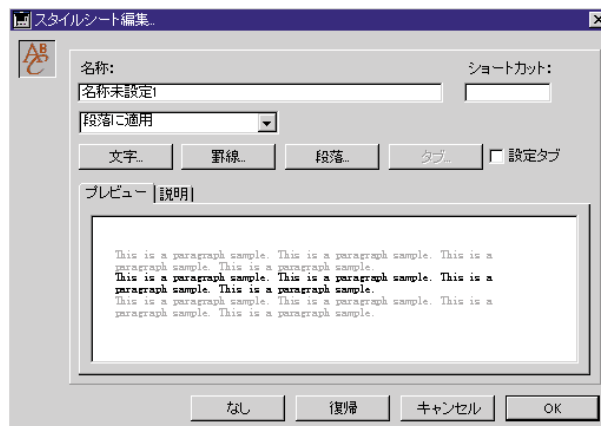 スタイルシート編集...
ABC
名称:
ショートカット:
名称未設定1
段落に適用
文字...
罫線...
段落...
タブ...
設定タブ
プレビュー
説明
This is a paragraph sample. This is a paragraph sample. This is a
paragraph sample. This is a paragraph sample.
This is a paragraph sample. This is a paragraph sample. This is a
paragraph sample. This is a paragraph sample.
This is a paragraph sample. This is a paragraph sample. This is a
paragraph sample. This is a paragraph sample.
なし
復帰
キャンセル
OK